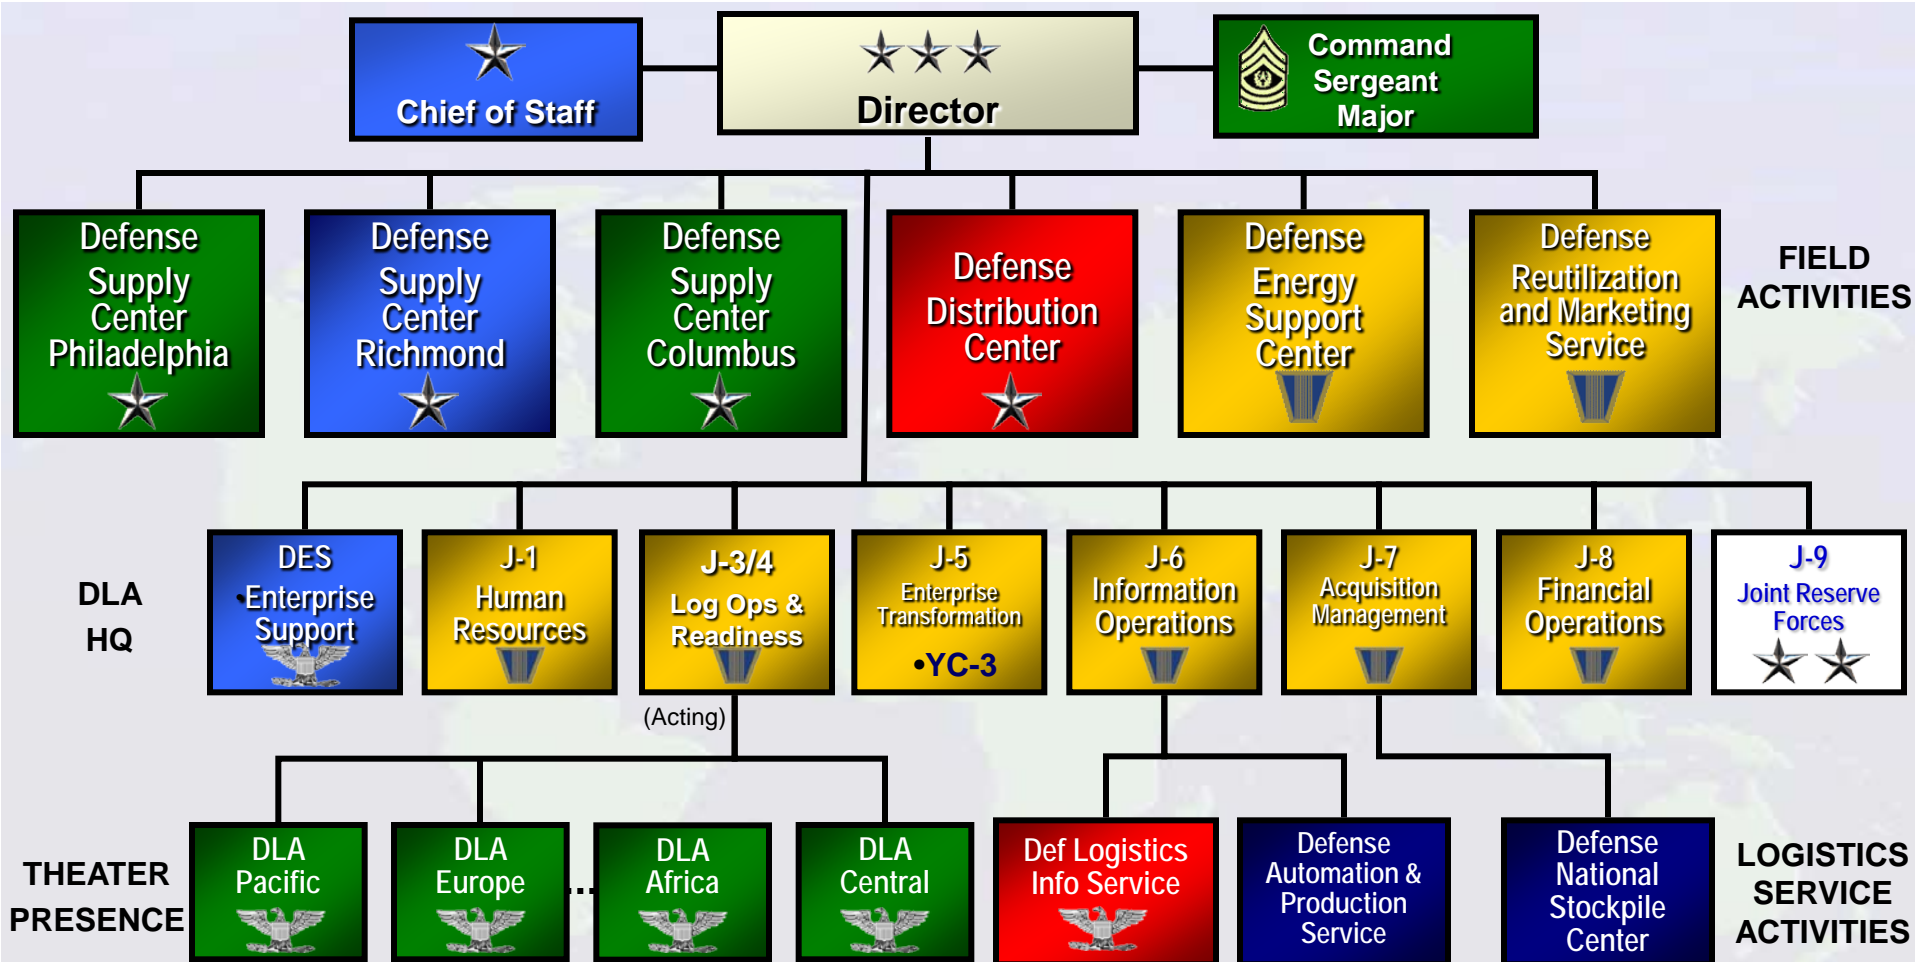 Chief of Staff
Director
Command
Sergeant
Major
Defense
Supply
Center
Philadelphia
Defense
Supply
Center
Richmond
Defense
Supply
Center
Columbus
Defense
Distribution
Center
Defense
Energy
Support
Center
Defense
Reutilization
and Marketing
Service
FIELD
ACTIVITIES
DLA
HQ
DES
•Enterprise
Support
J-1
Human
Resources
J-3/4
Log Ops &
Readiness
(Acting)
J-5
Enterprise
Transformation
•YC-3
J-6
Information
Operations
J-7
Acquisition
Management
J-8
Financial
Operations
J-9
Joint Reserve
Forces
THEATER
PRESENCE
DLA
Pacific
DLA
Europe
...
DLA
Africa
DLA
Central
Def Logistics
Info Service
Defense
Automation &
Production
Service
Defense
National
Stockpile
Center
LOGISTICS
SERVICE
ACTIVITIES